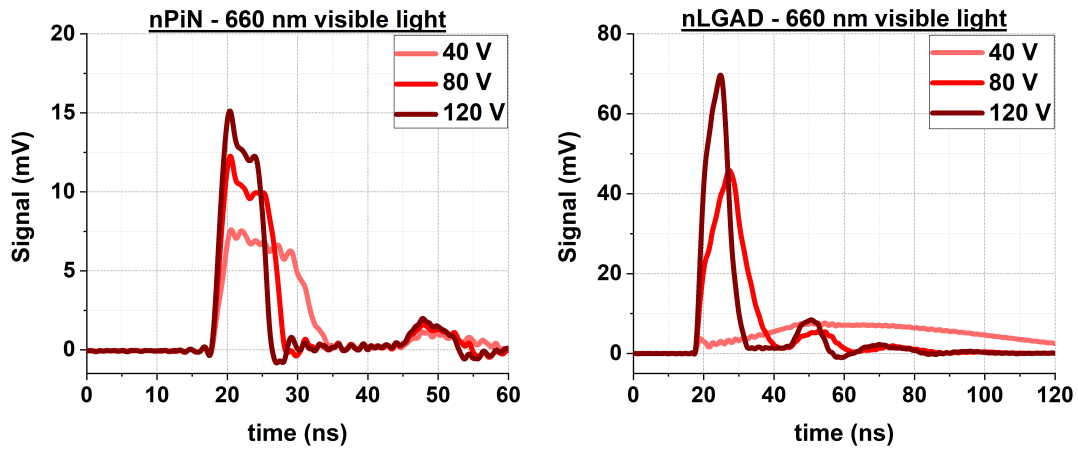 nPiN - 660 nm visible light
20
15
10
5
0
Signal (mV)
40 V
80 V
120 V
0 10 20 30 40 50 60
time (ns)
nLGAD - 660 nm visible light
80
60
40
20
0
Signal (mV)
40 V
80 V
120 V
0 20 40 60 80 100 120
time (ns)